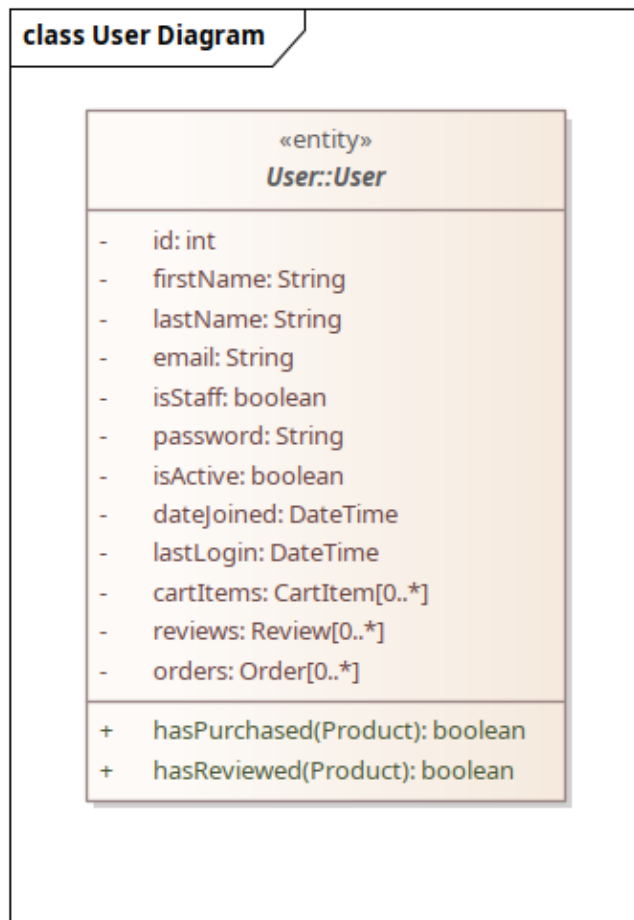 class User Diagram
«entity»
User::User
- id: int
- firstName: String
- lastName: String
- email: String
- isStaff: boolean
- password: String
- isActive: boolean
- dateJoined: DateTime
- lastLogin: DateTime
- cartItems: CartItem[0..*]
- reviews: Review[0..*]
- orders: Order[0..*]
+ hasPurchased(Product): boolean
+ hasReviewed(Product): boolean